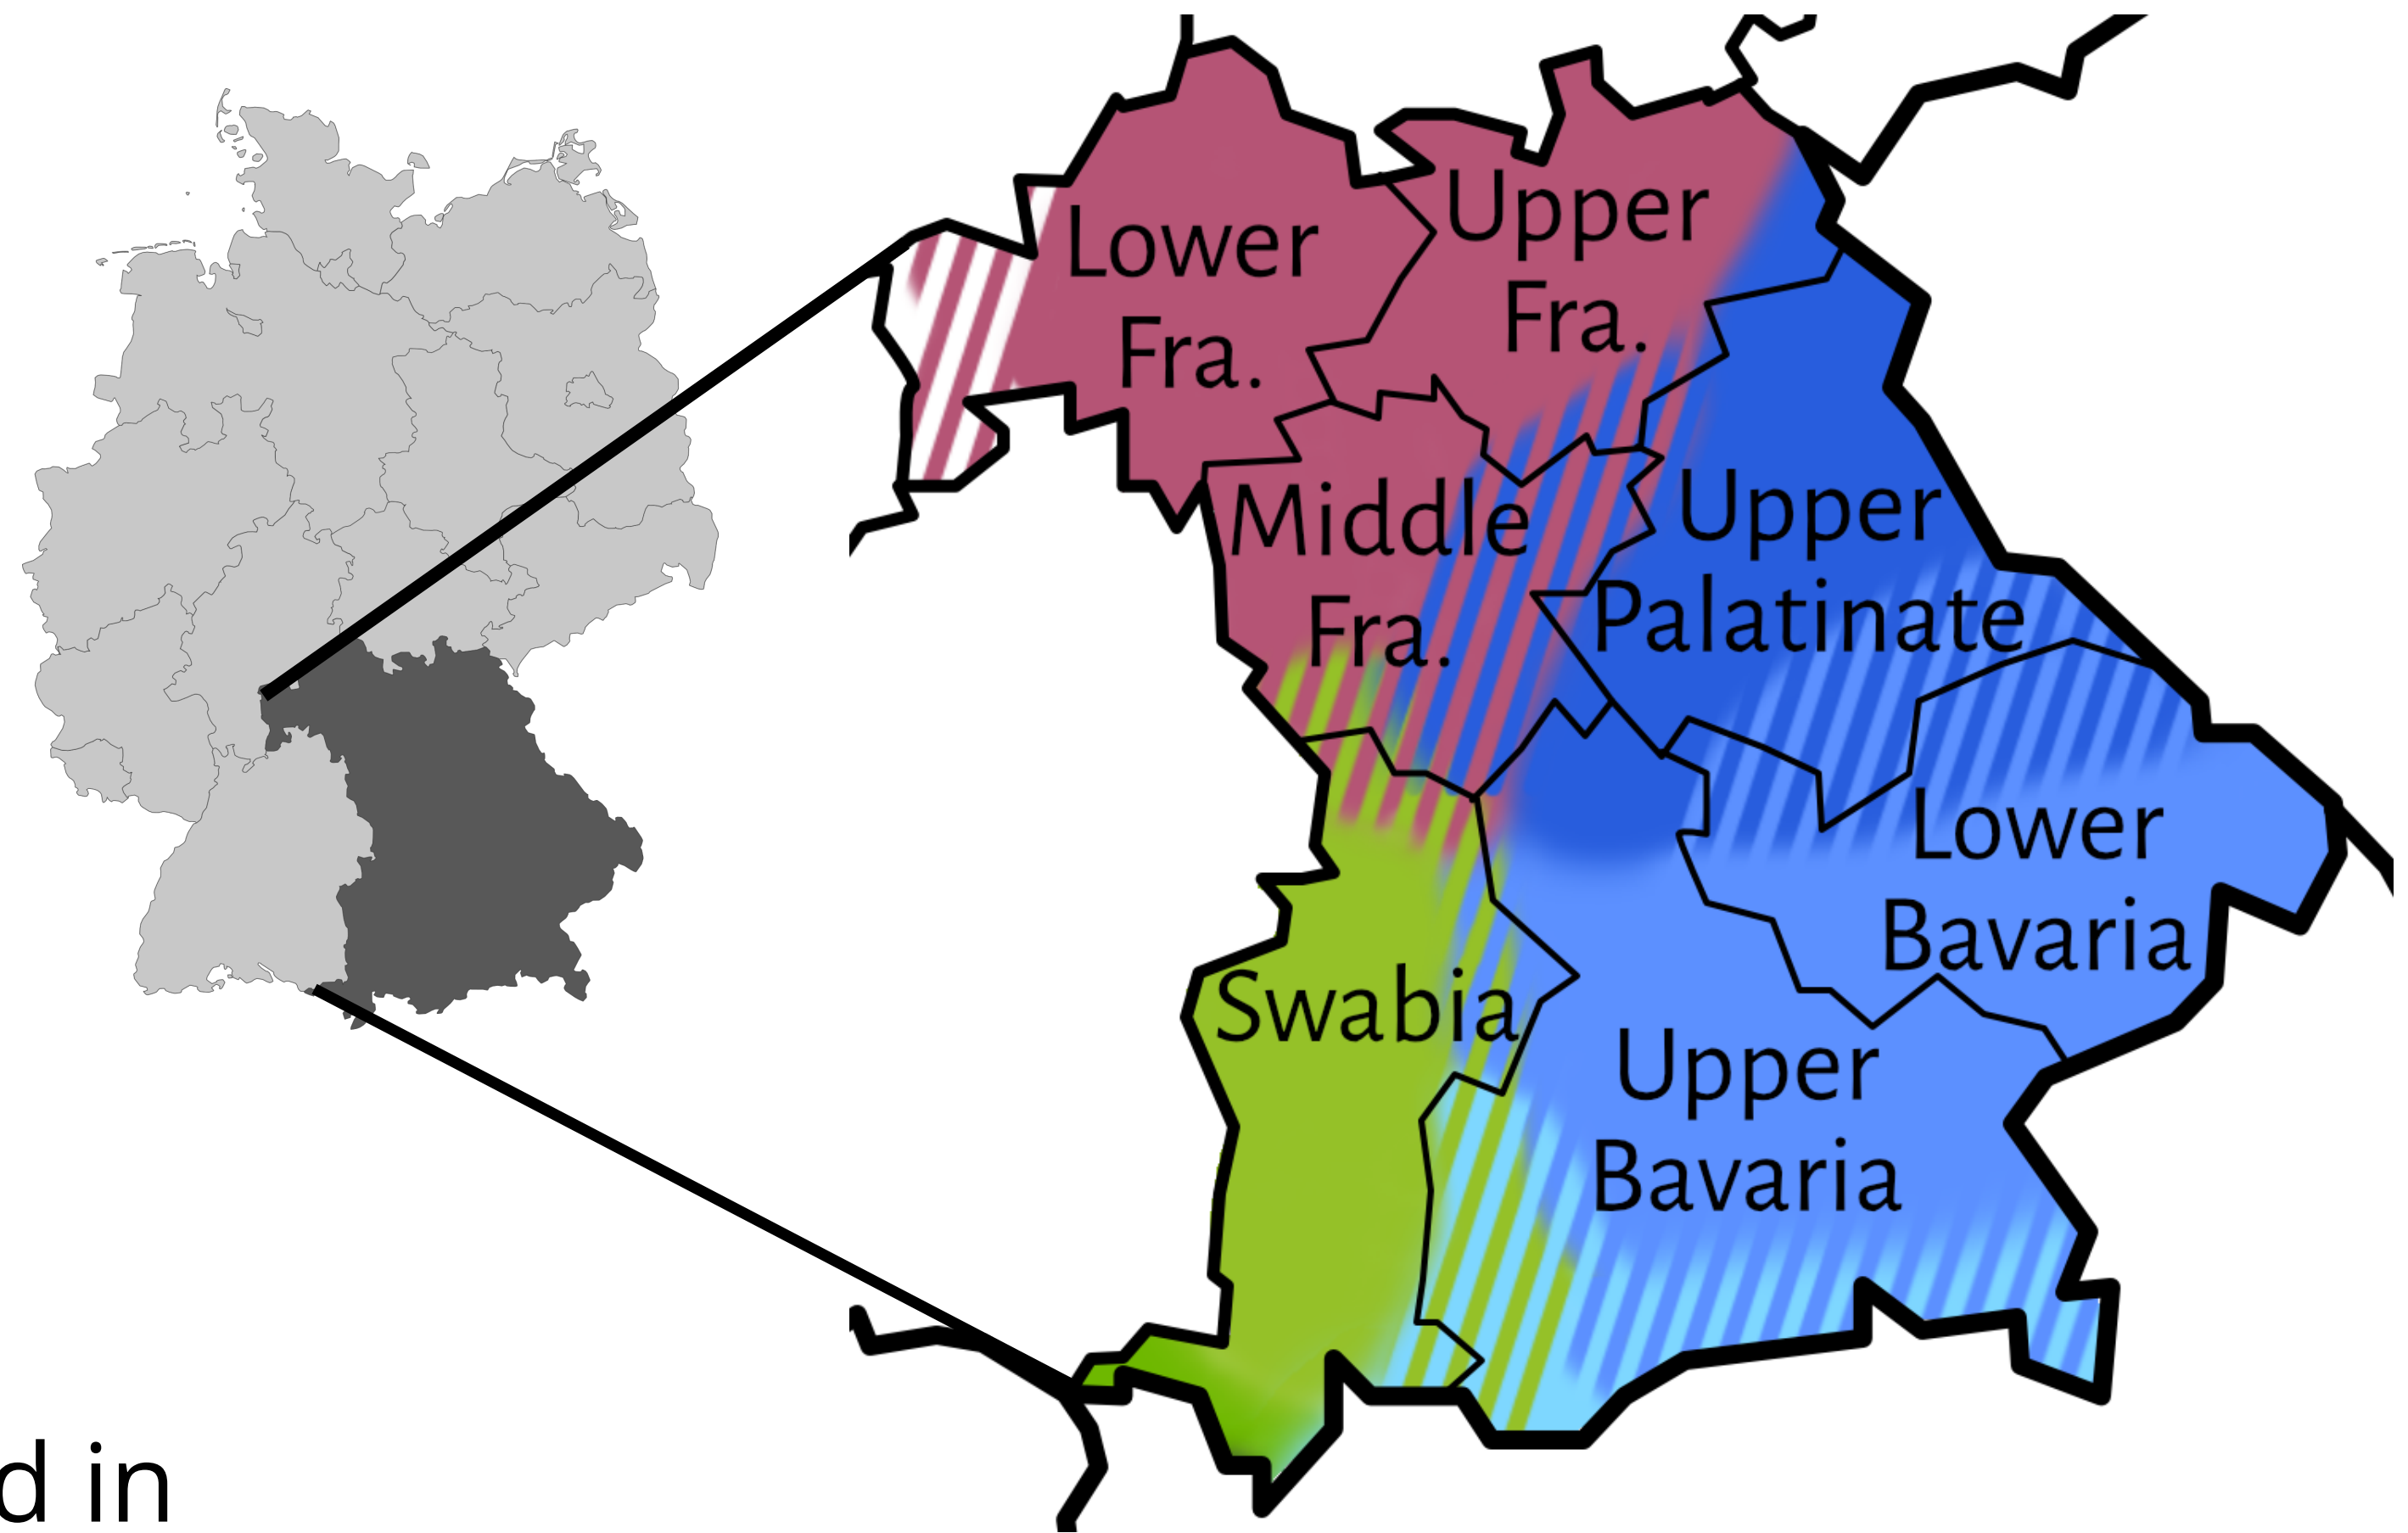 Lower
Fra.
Upper
Fra.
Middle
Fra.
Upper
Palatinate
Lower
Bavaria
Swabia
Upper
Bavaria
d in